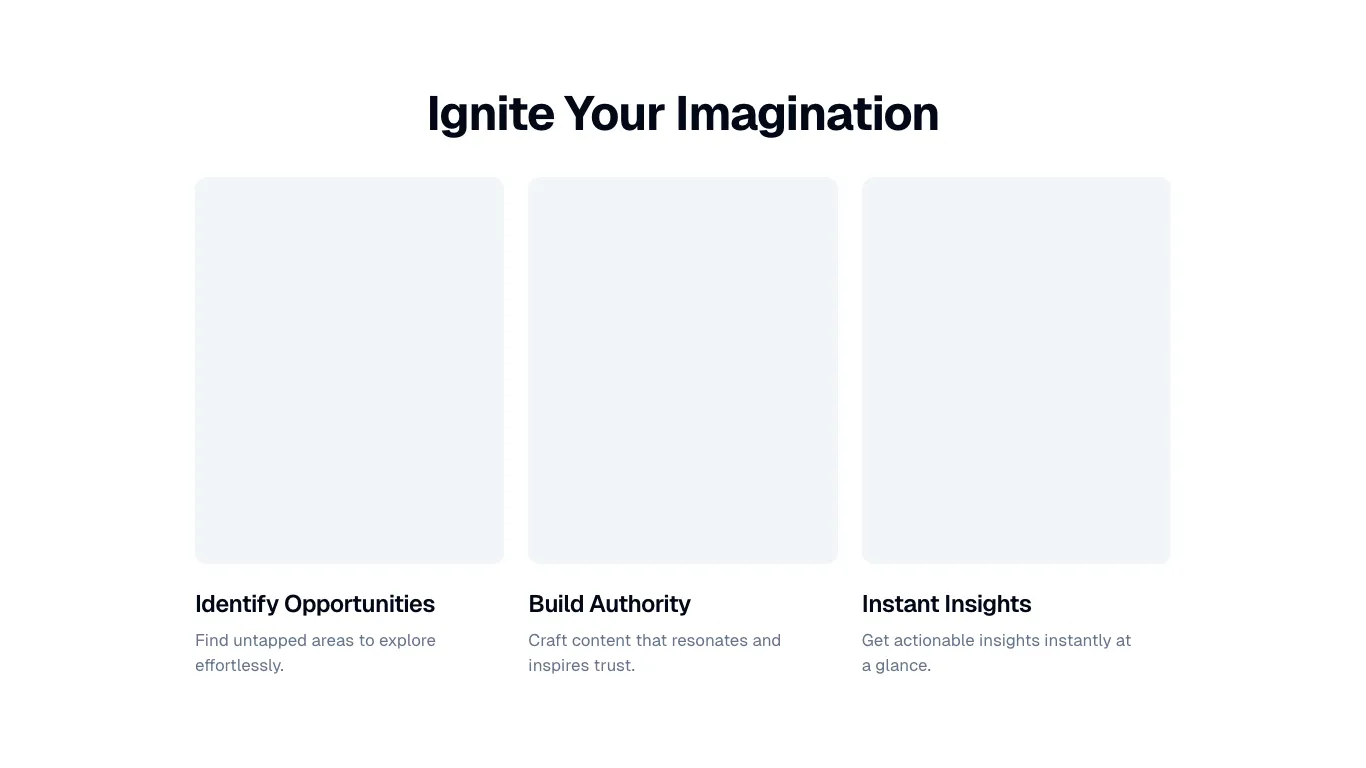 Ignite Your Imagination
Identify Opportunities
Find untapped areas to explore
effortlessly.
Build Authority
Craft content that resonates and
inspires trust.
Instant Insights
Get actionable insights instantly at
a glance.